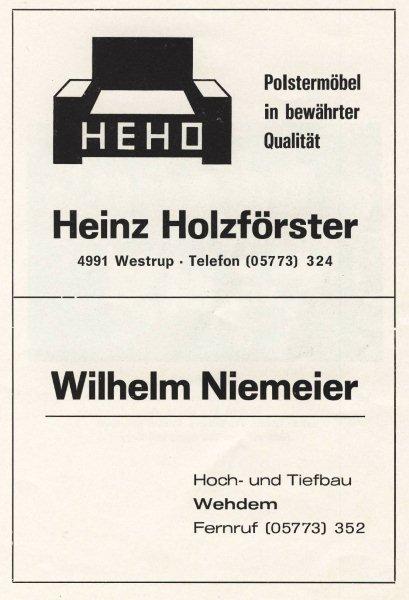 HEHO
Polstermöbel
in bewährter
Qualität
Heinz Holzförster
4991 Westrup · Telefon (05773) 324
Wilhelm Niemeier
Hoch- und Tiefbau
Wehdem
Fernruf (05773) 352